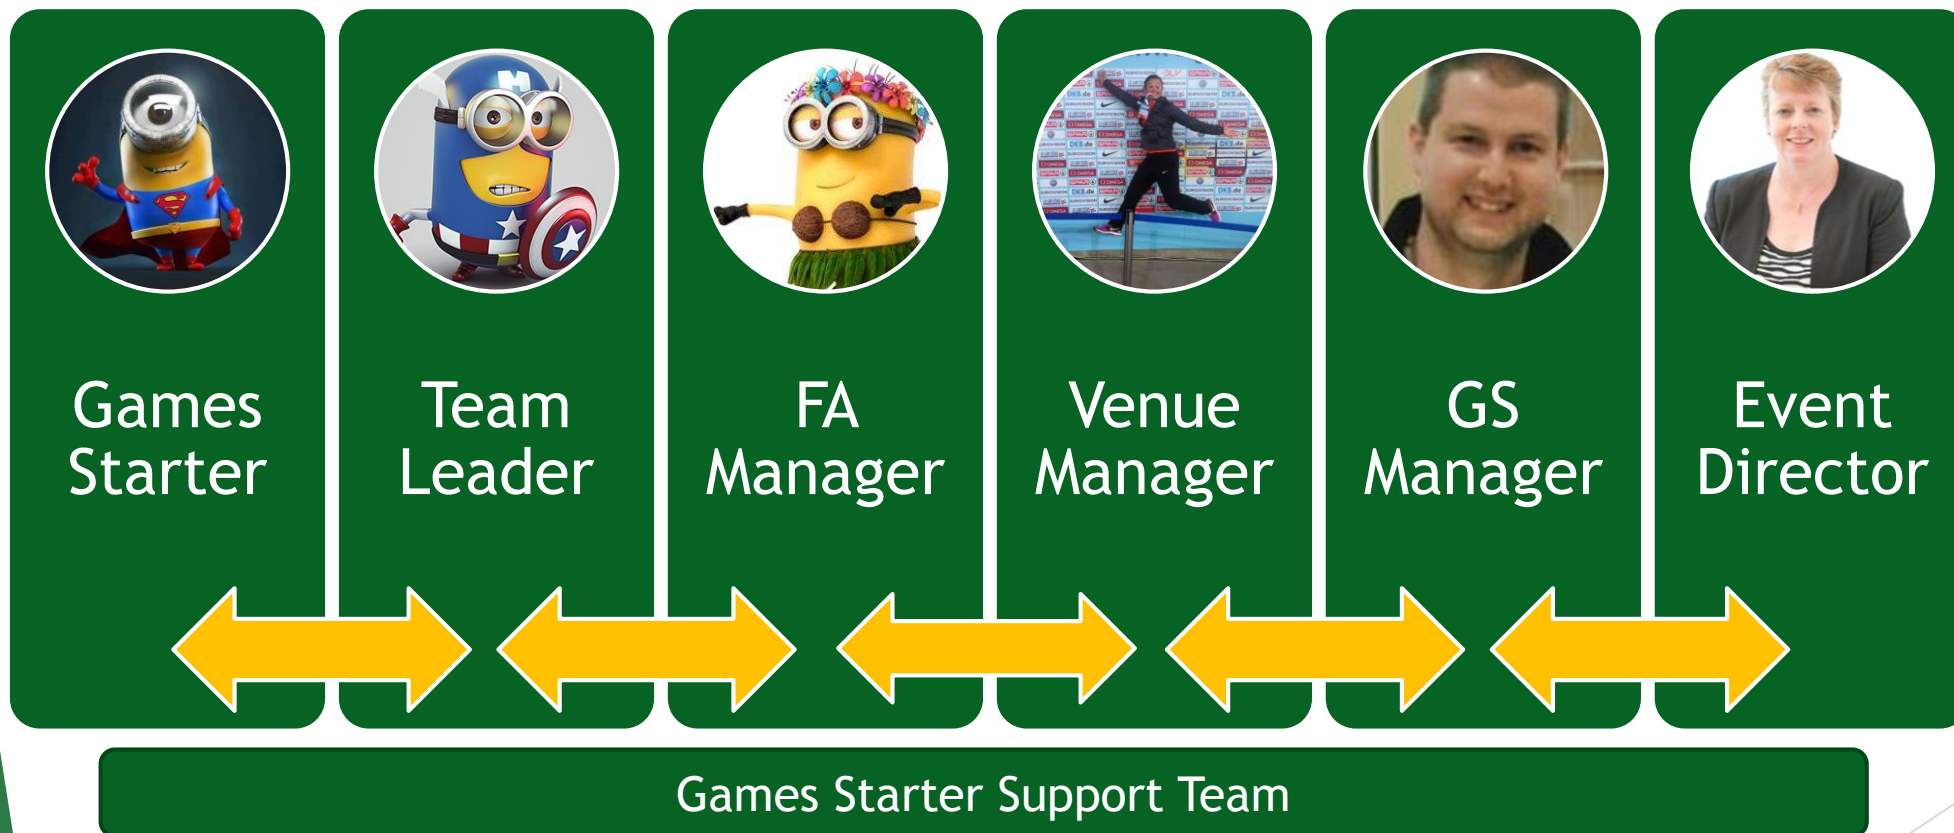 Games
Starter
Team
Leader
FA
Manager
Venue
Manager
GS
Manager
Event
Director
Games Starter Support Team